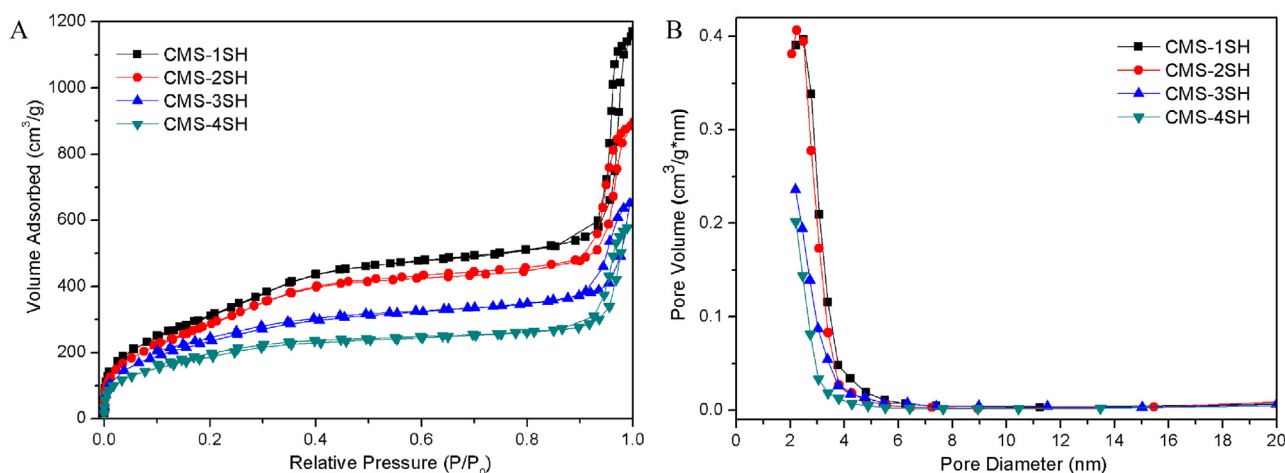 A
1200
1000
800
600
400
200
0
Volume Adsorbed (cm³/g)
CMS-1SH
CMS-2SH
CMS-3SH
CMS-4SH
0.0 0.2 0.4 0.6 0.8 1.0
Relative Pressure (P/P₀)
B
0.4
0.3
0.2
0.1
0.0
Pore Volume (cm³/g*nm)
CMS-1SH
CMS-2SH
CMS-3SH
CMS-4SH
0 2 4 6 8 10 12 14 16 18 20
Pore Diameter (nm)